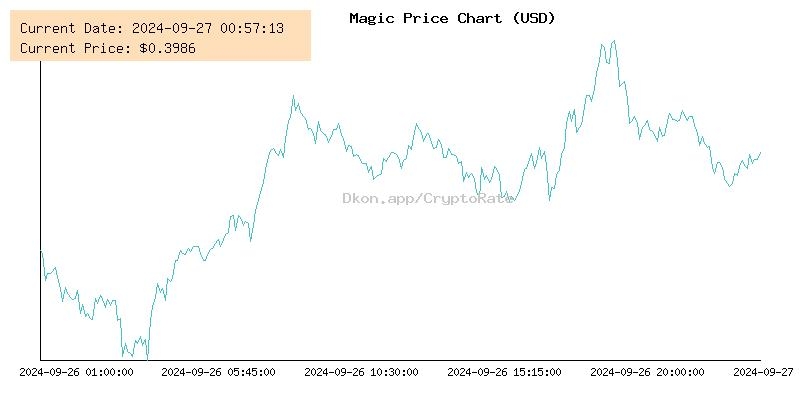 Magic Price Chart (USD)
Current Date: 2024-09-27 00:57:13
Current Price: $0.3986
Dkon.app/CryptoRate
2024-09-26 01:00:00 2024-09-26 05:45:00 2024-09-26 10:30:00 2024-09-26 15:15:00 2024-09-26 20:00:00 2024-09-27